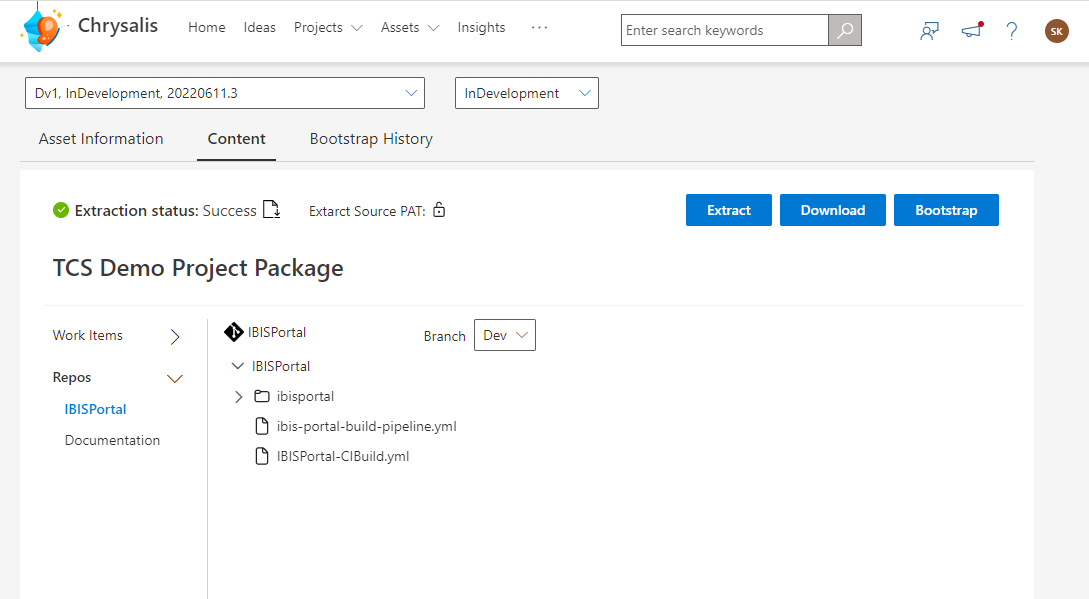 Chrysalis Home Ideas Projects Assets Insights ... Enter search keywords SK
Dv1, InDevelopment, 20220611.3 InDevelopment
Asset Information Content Bootstrap History
Extraction status: Success Extarct Source PAT: Extract Download Bootstrap
TCS Demo Project Package
Work Items
Repos
IBISPortal
Documentation
IBISPortal Branch Dev
IBISPortal
ibisportal
ibis-portal-build-pipeline.yml
IBISPortal-CIBuild.yml